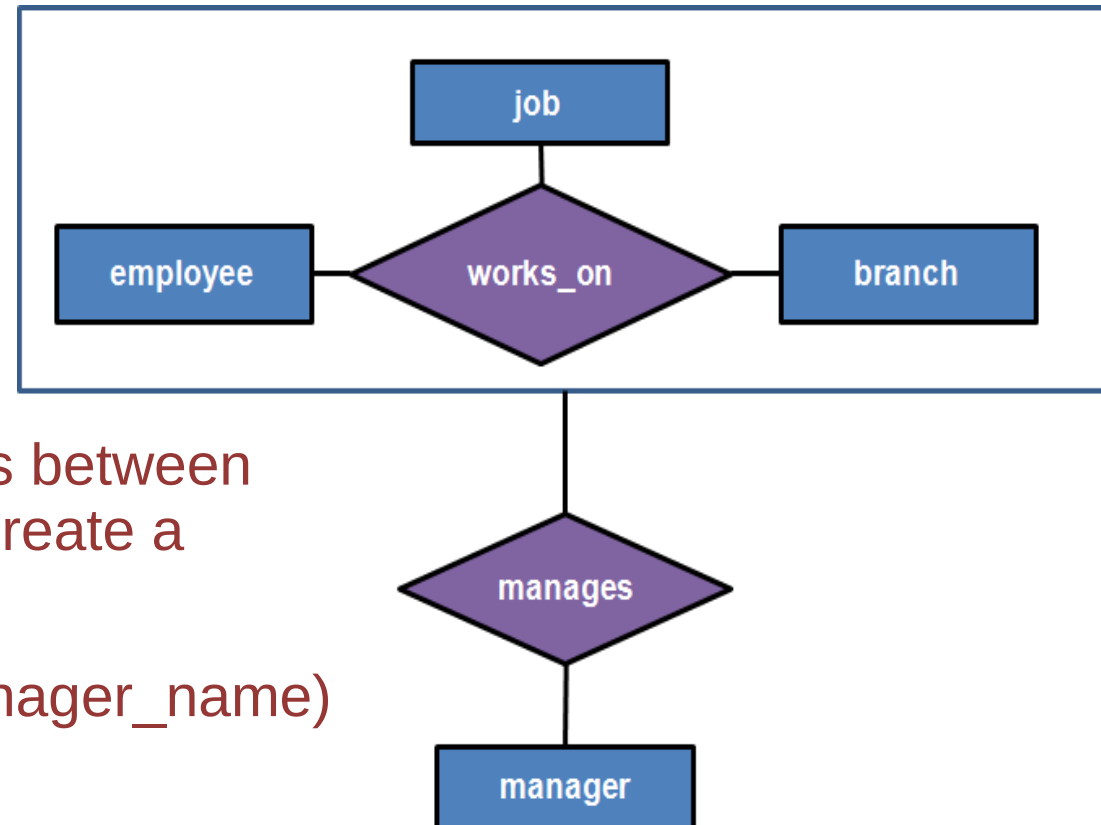 job
employee
works_on
branch
s between
reate a
manages
nager_name)
manager